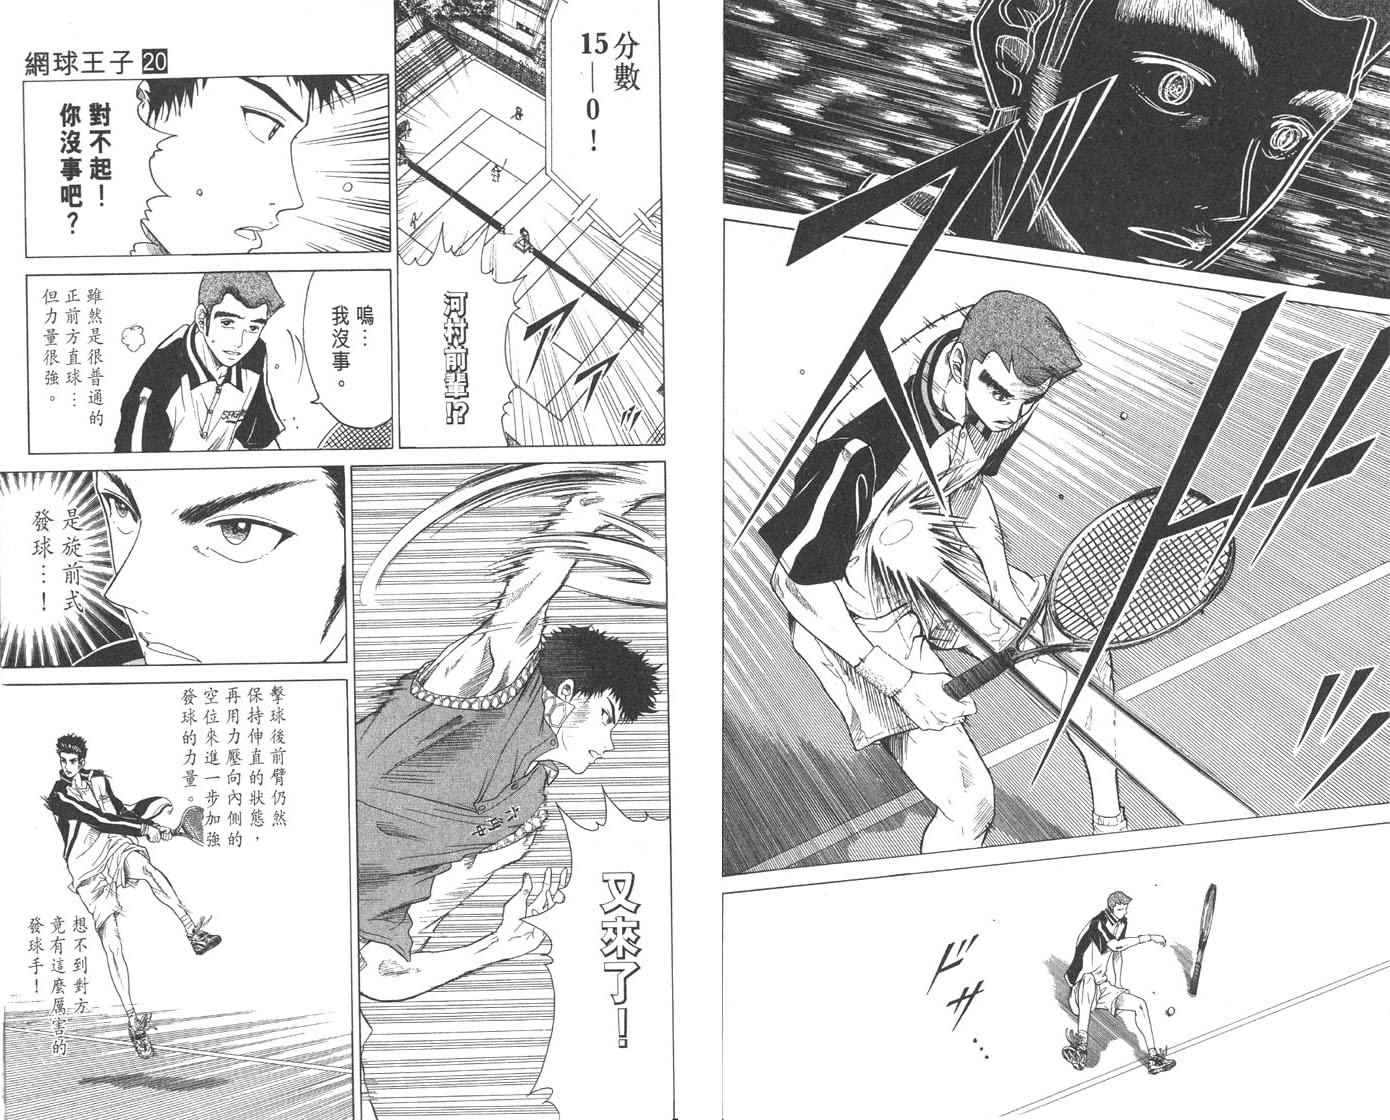 ドサ…
分數
15—0！
河村前輩!?
網球王子 20
對不起！
你沒事吧？
嗚…
我沒事。
雖然是很普通的
正前方直球…
但力量很強。
又來了！
六角中
是旋前式
發球…！
擊球後前臂仍然
保持伸直的狀態，
再用力壓向內側的
空位來進一步加強
發球的力量。
想不到對方
竟有這麼厲害的
發球手！